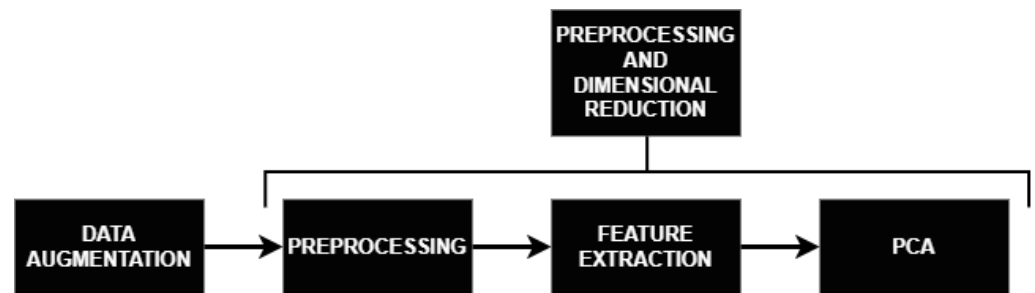 PREPROCESSING
AND
DIMENSIONAL
REDUCTION
DATA
AUGMENTATION
PREPROCESSING
FEATURE
EXTRACTION
PCA